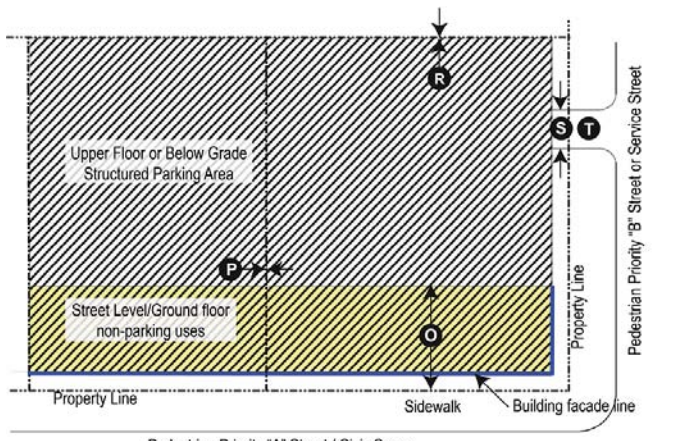 R
S T
Upper Floor or Below Grade
Structured Parking Area
Pedestrian Priority "B" Street or Service Street
P
Street Level/Ground floor
non-parking uses
O
Property Line
Property Line
Sidewalk
Building facade line